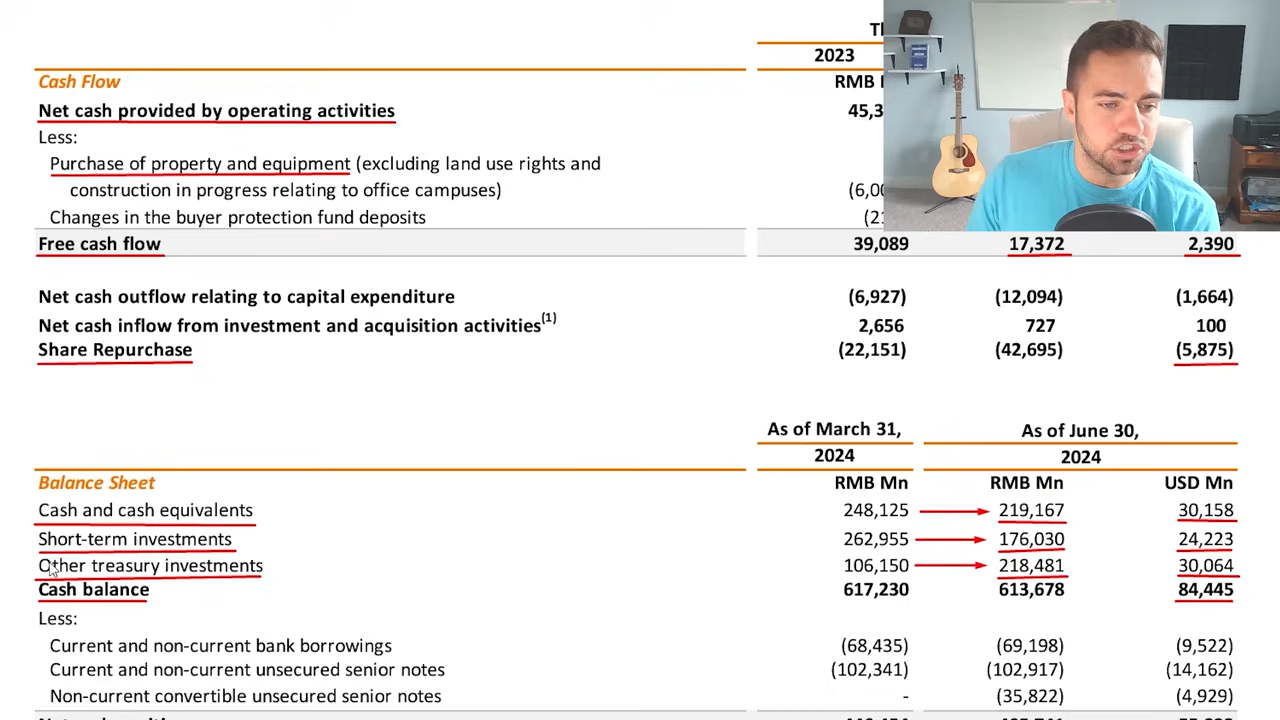 2023
Cash Flow RMB
Net cash provided by operating activities
Less:
Purchase of property and equipment (excluding land use rights and
construction in progress relating to office campuses)
Changes in the buyer protection fund deposits
Free cash flow 39,089 17,372 2,390
Net cash outflow relating to capital expenditure (6,927) (12,094) (1,664)
Net cash inflow from investment and acquisition activities(1) 2,656 727 100
Share Repurchase (22,151) (42,695) (5,875)
As of March 31, As of June 30,
2024 2024
Balance Sheet RMB Mn RMB Mn USD Mn
Cash and cash equivalents 248,125 219,167 30,158
Short-term investments 262,955 176,030 24,223
Other treasury investments 106,150 218,481 30,064
Cash balance 617,230 613,678 84,445
Less:
Current and non-current bank borrowings (68,435) (69,198) (9,522)
Current and non-current unsecured senior notes (102,341) (102,917) (14,162)
Non-current convertible unsecured senior notes - (35,822) (4,929)